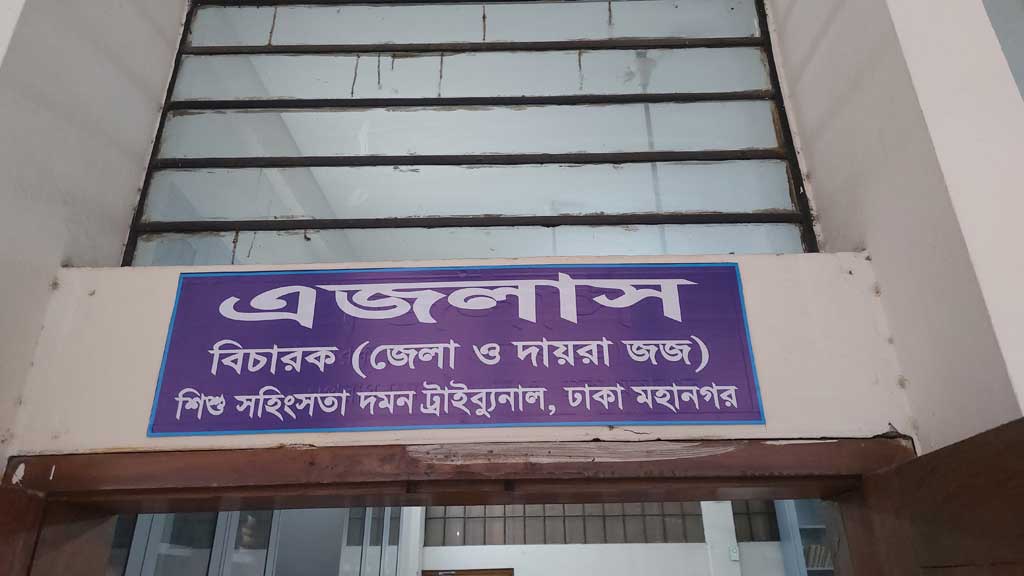 এজলাস
বিচারক (জেলা ও দায়রা জজ)
শিশু সহিংসতা দমন ট্রাইব্যুনাল, ঢাকা মহানগর